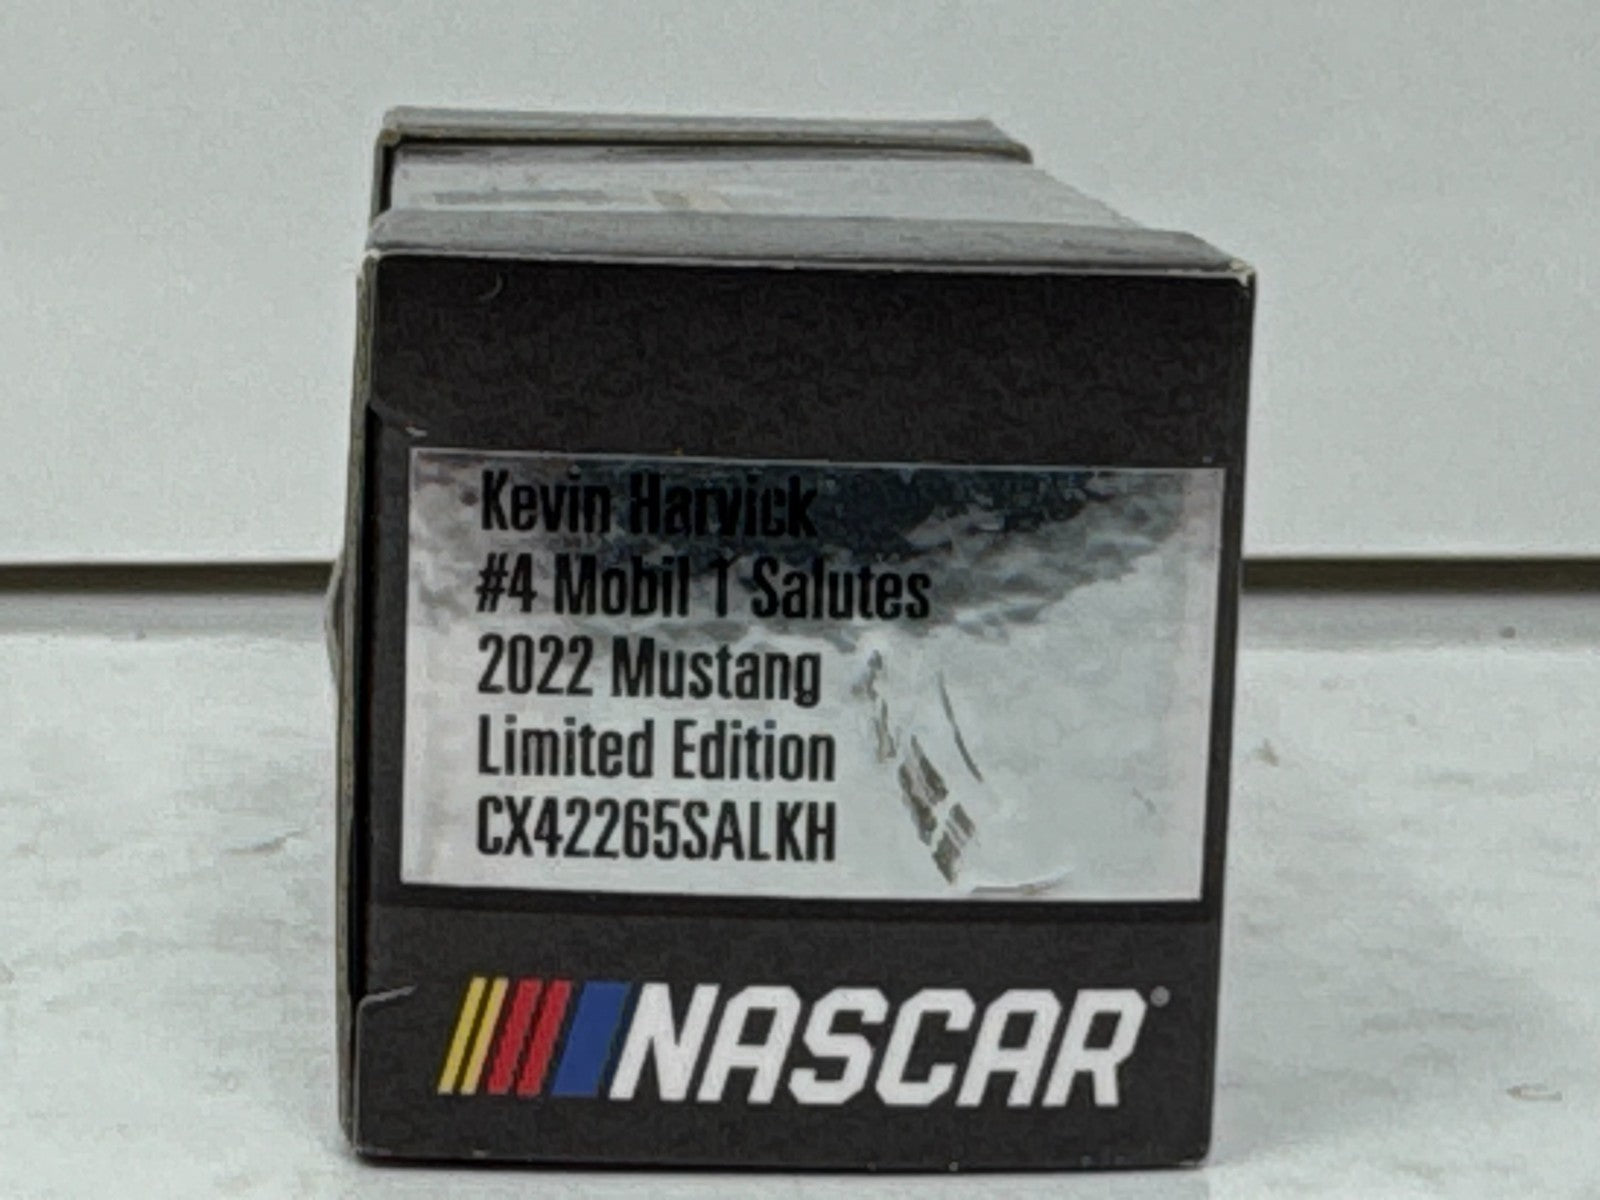 Kevin Harvick
#4 Mobil 1 Salutes
2022 Mustang
Limited Edition
CX42265SALKH
NASCAR®